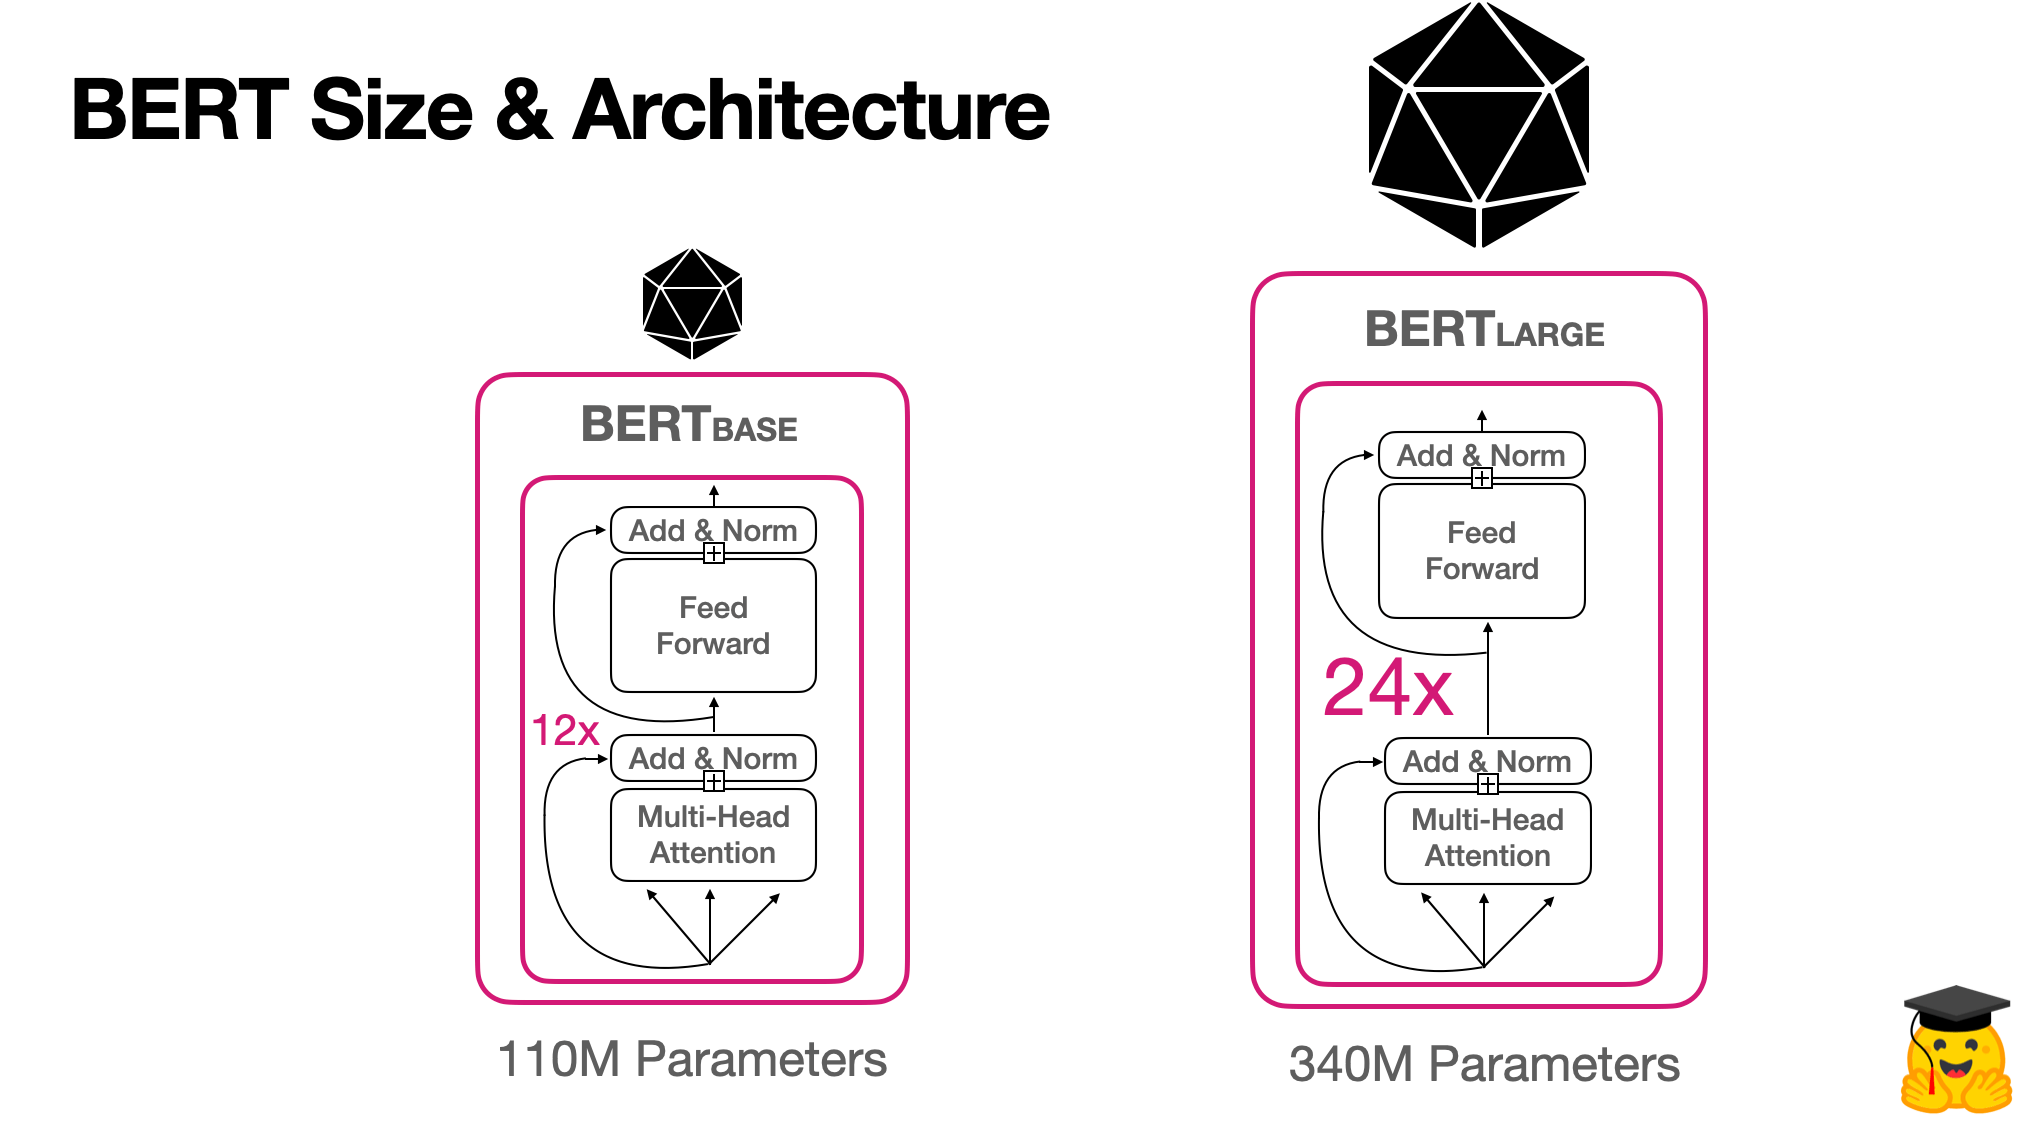 BERT Size & Architecture
BERTBASE
Add & Norm
Feed
Forward
12x
Add & Norm
Multi-Head
Attention
110M Parameters
BERTLARGE
Add & Norm
Feed
Forward
24x
Add & Norm
Multi-Head
Attention
340M Parameters